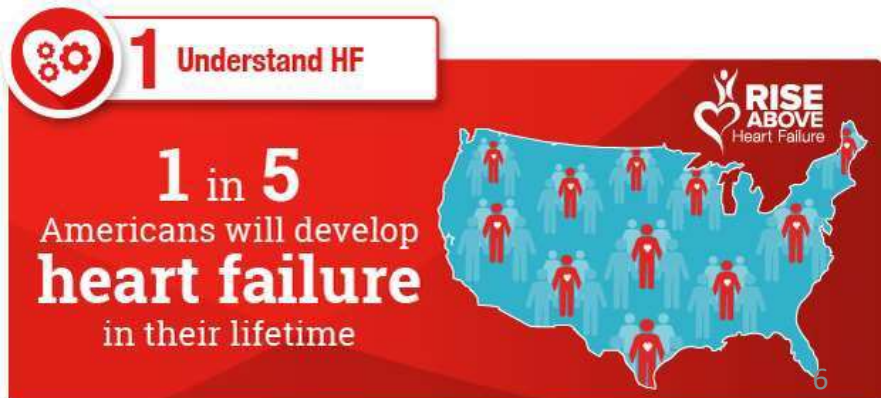 1 Understand HF
RISE
ABOVE
Heart Failure
1 in 5
Americans will develop
heart failure
in their lifetime
6